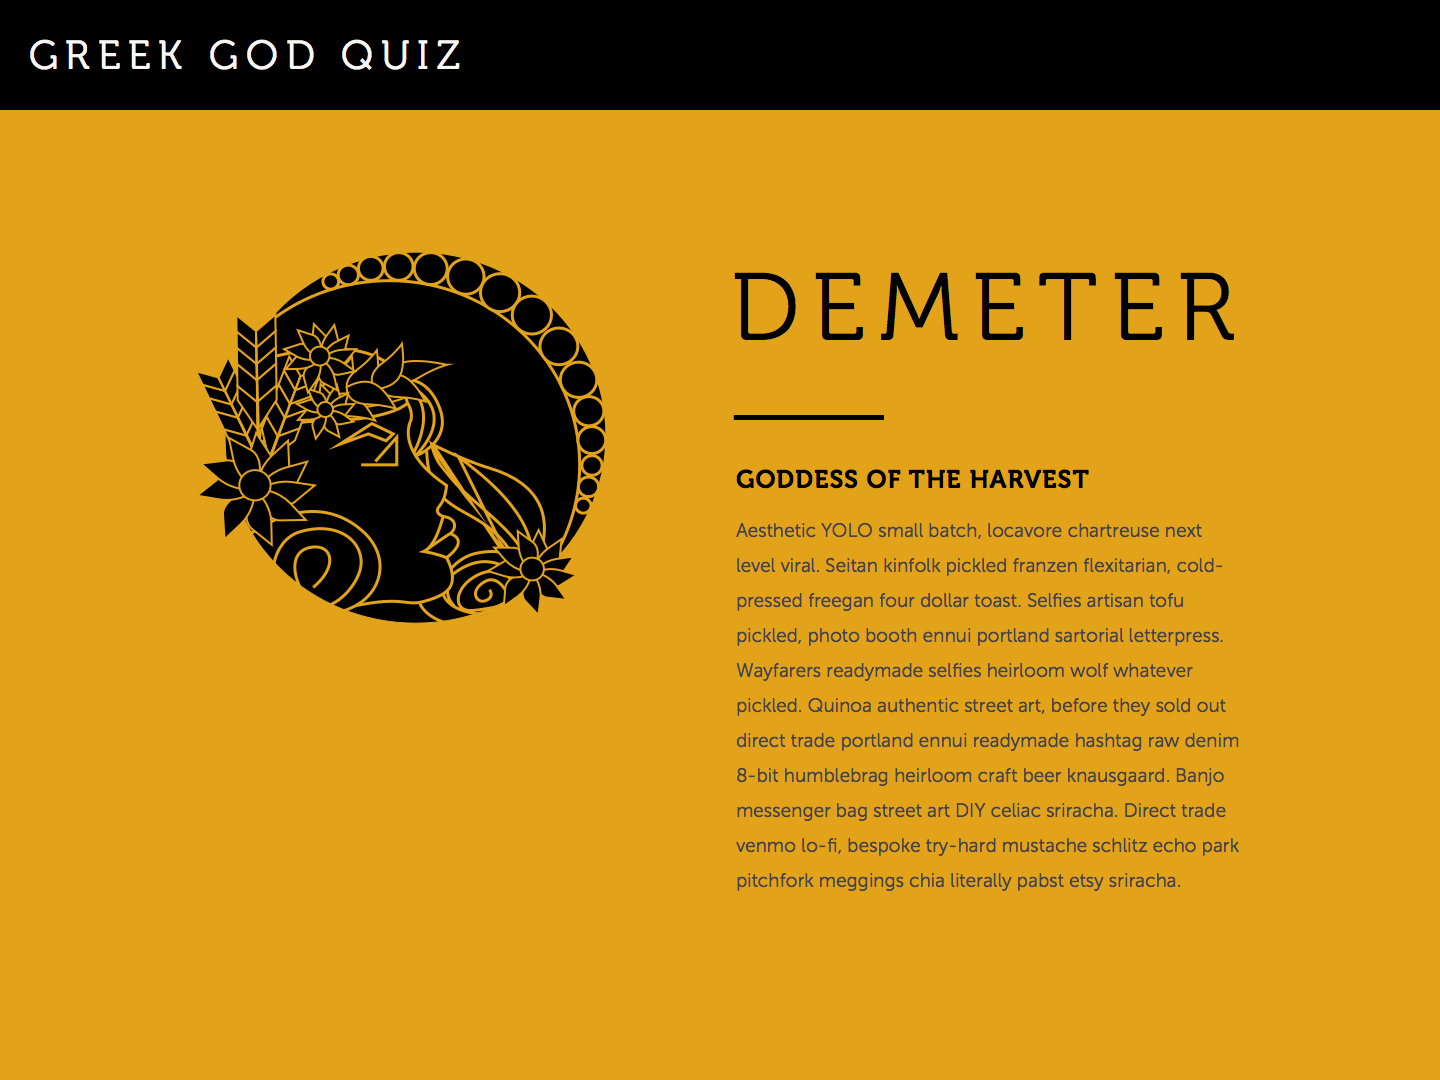 GREEK GOD QUIZ
DEMETER
GODDESS OF THE HARVEST
Aesthetic YOLO small batch, locavore chartreuse next
level viral. Seitan kinfolk pickled franzen flexitarian, cold-
pressed freegan four dollar toast. Selfies artisan tofu
pickled, photo booth ennui portland sartorial letterpress.
Wayfarers readymade selfies heirloom wolf whatever
pickled. Quinoa authentic street art, before they sold out
direct trade portland ennui readymade hashtag raw denim
8-bit humblebrag heirloom craft beer knausgaard. Banjo
messenger bag street art DIY celiac sriracha. Direct trade
venmo lo-fi, bespoke try-hard mustache schlitz echo park
pitchfork meggings chia literally pabst etsy sriracha.